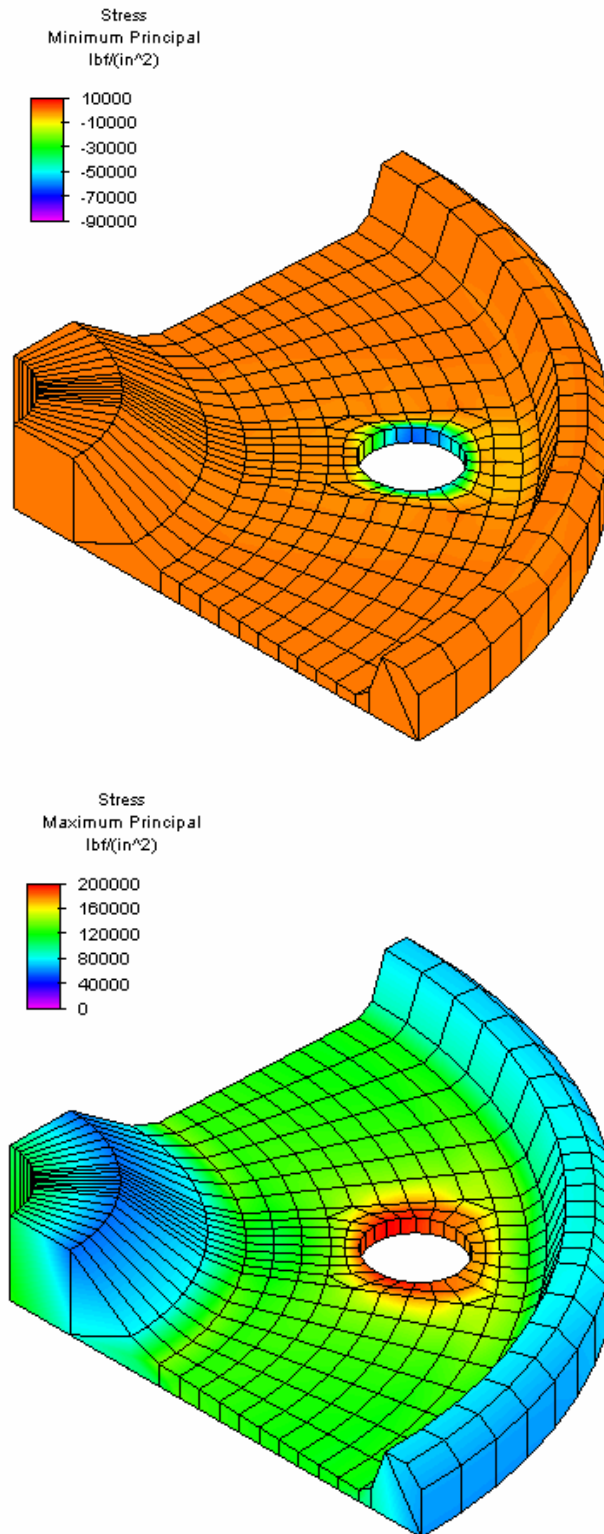 Stress
Minimum Principal
lbf/(in^2)
10000
-10000
-30000
-50000
-70000
-90000
Stress
Maximum Principal
lbf/(in^2)
200000
160000
120000
80000
40000
0